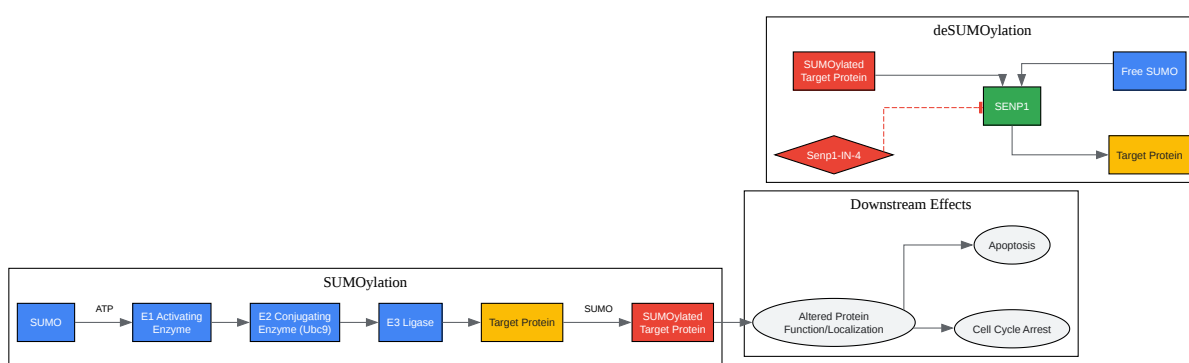 deSUMOylation
SUMOylated
Target Protein
Free SUMO
SENP1
Senp1-IN-4
Target Protein
Downstream Effects
Apoptosis
Altered Protein
Function/Localization
Cell Cycle Arrest
SUMOylation
SUMO
ATP
E1 Activating
Enzyme
E2 Conjugating
Enzyme (Ubc9)
E3 Ligase
Target Protein
SUMO
SUMOylated
Target Protein